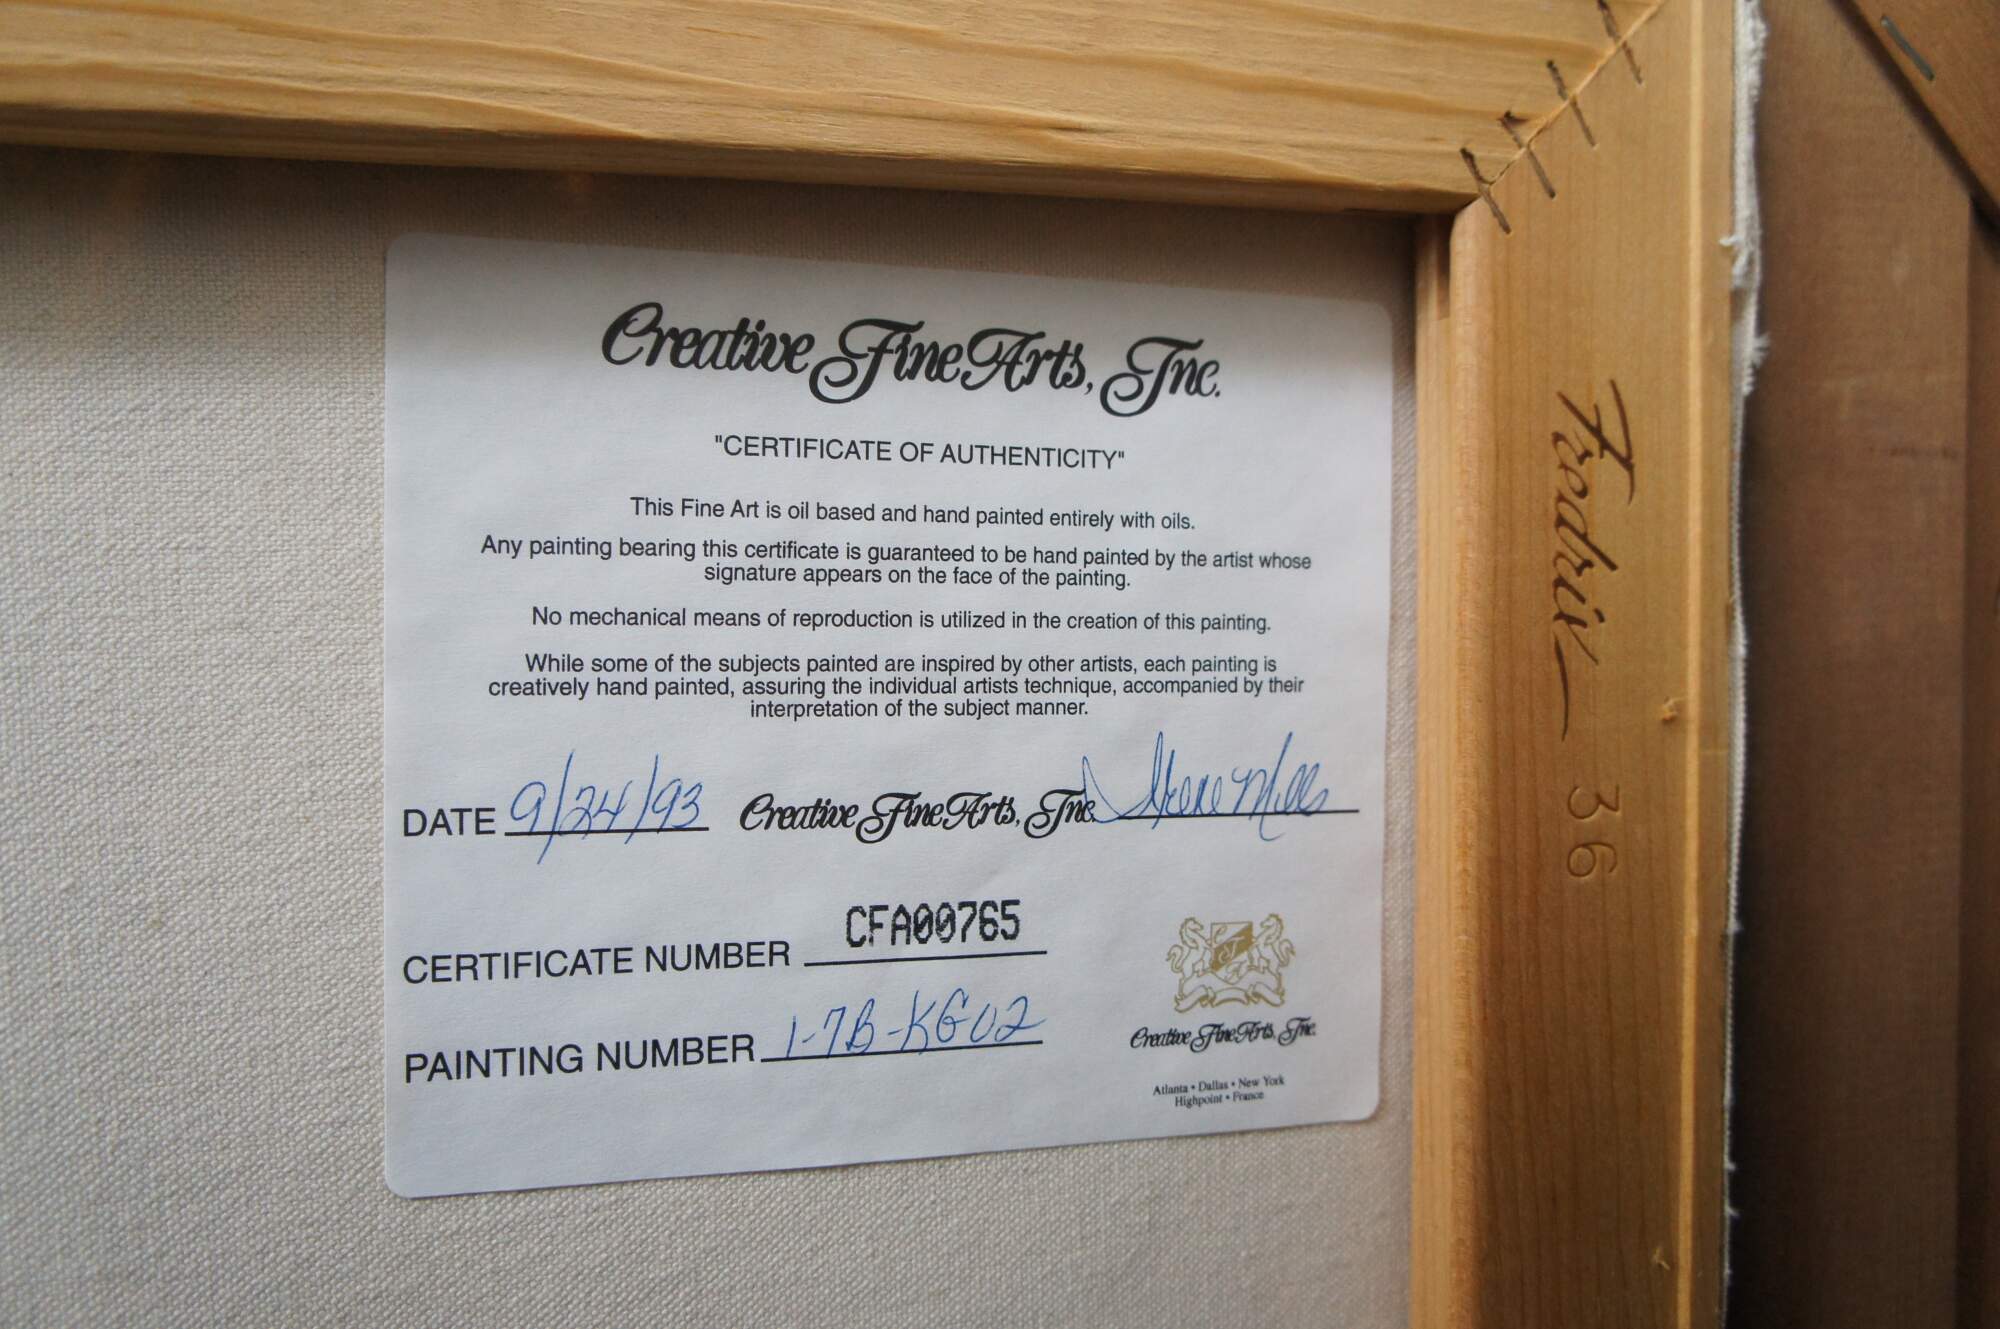 Creative Fine Arts, Inc.
"CERTIFICATE OF AUTHENTICITY"
This Fine Art is oil based and hand painted entirely with oils.
Any painting bearing this certificate is guaranteed to be hand painted by the artist whose
signature appears on the face of the painting.
No mechanical means of reproduction is utilized in the creation of this painting.
While some of the subjects painted are inspired by other artists, each painting is
creatively hand painted, assuring the individual artists technique, accompanied by their
interpretation of the subject manner.
DATE 9/24/93 Creative Fine Arts, Inc. Irene Mills
CERTIFICATE NUMBER CFA00765
PAINTING NUMBER 1-7B-KG02
Creative Fine Arts, Inc.
Atlanta • Dallas • New York
Highpoint • France
Fredrix 36